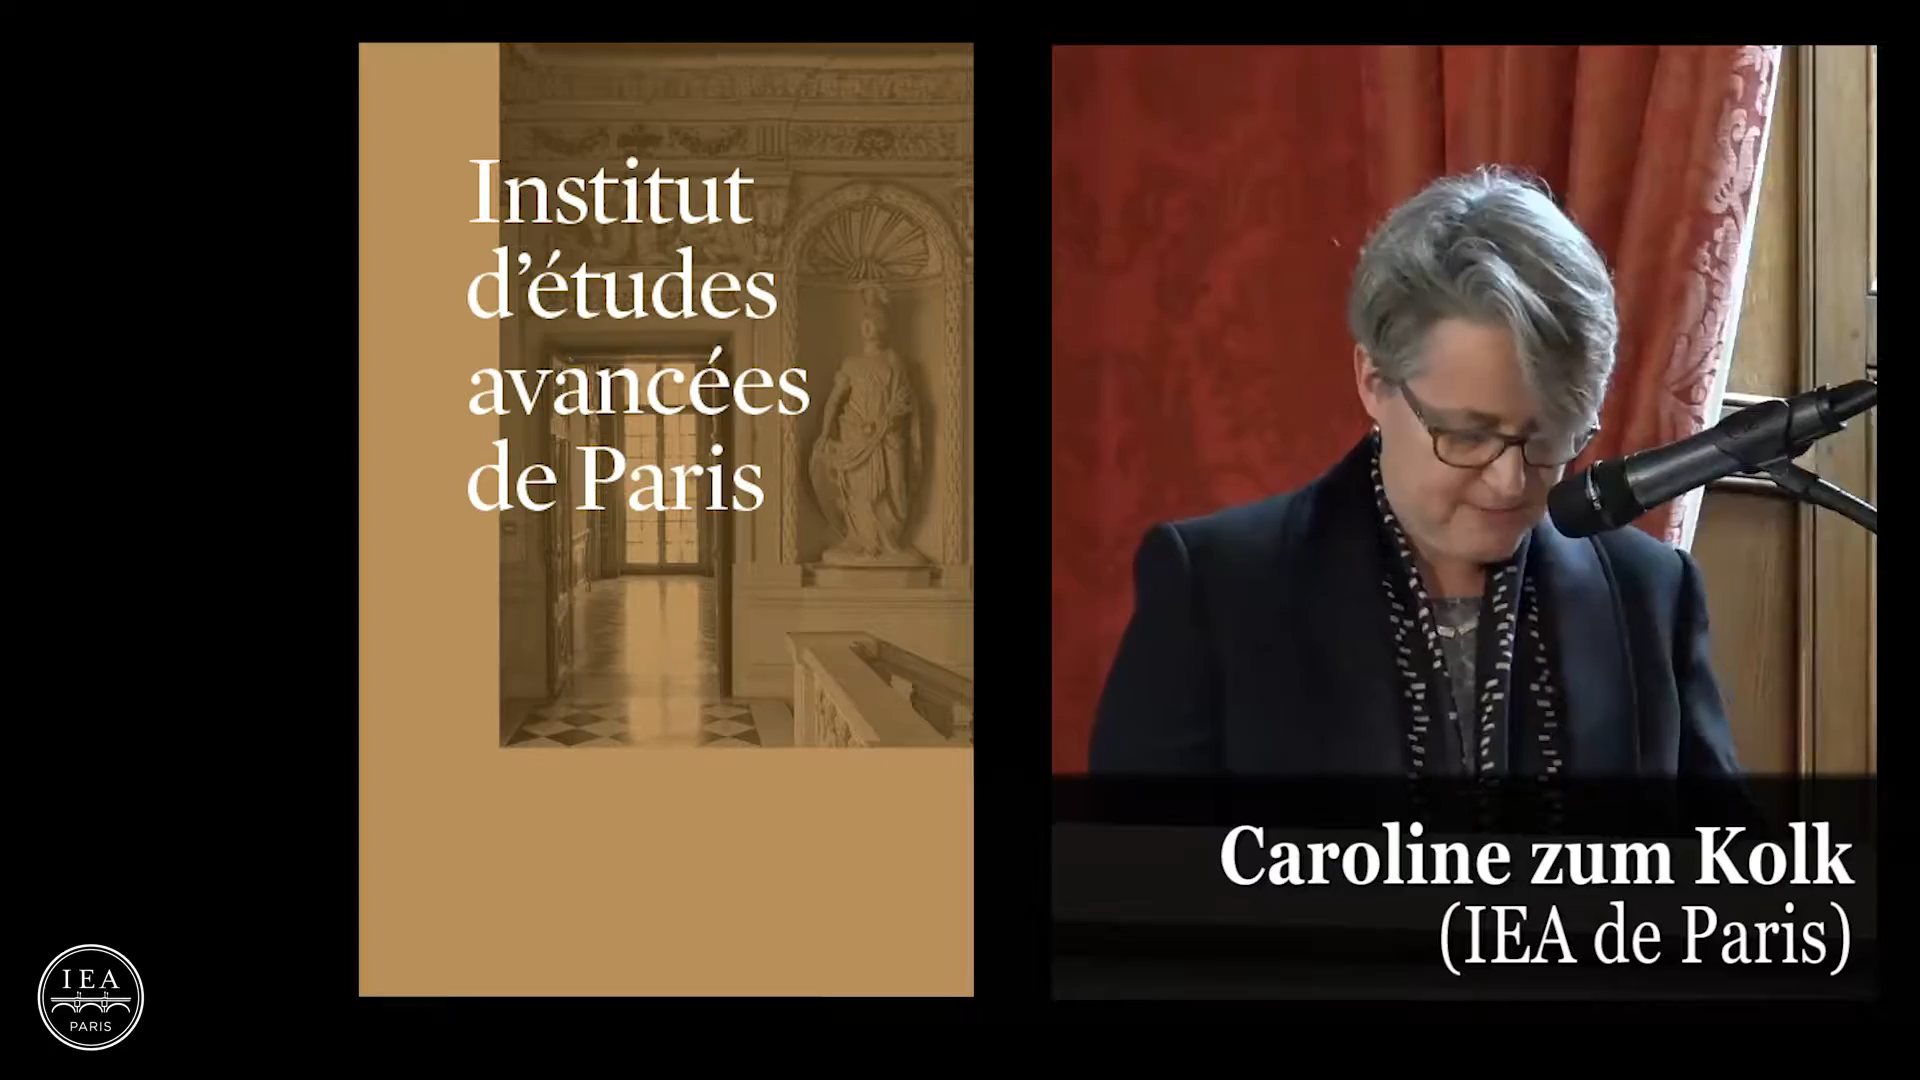 Institut
d’études
avancées
de Paris
Caroline zum Kolk
(IEA de Paris)
IEA
PARIS